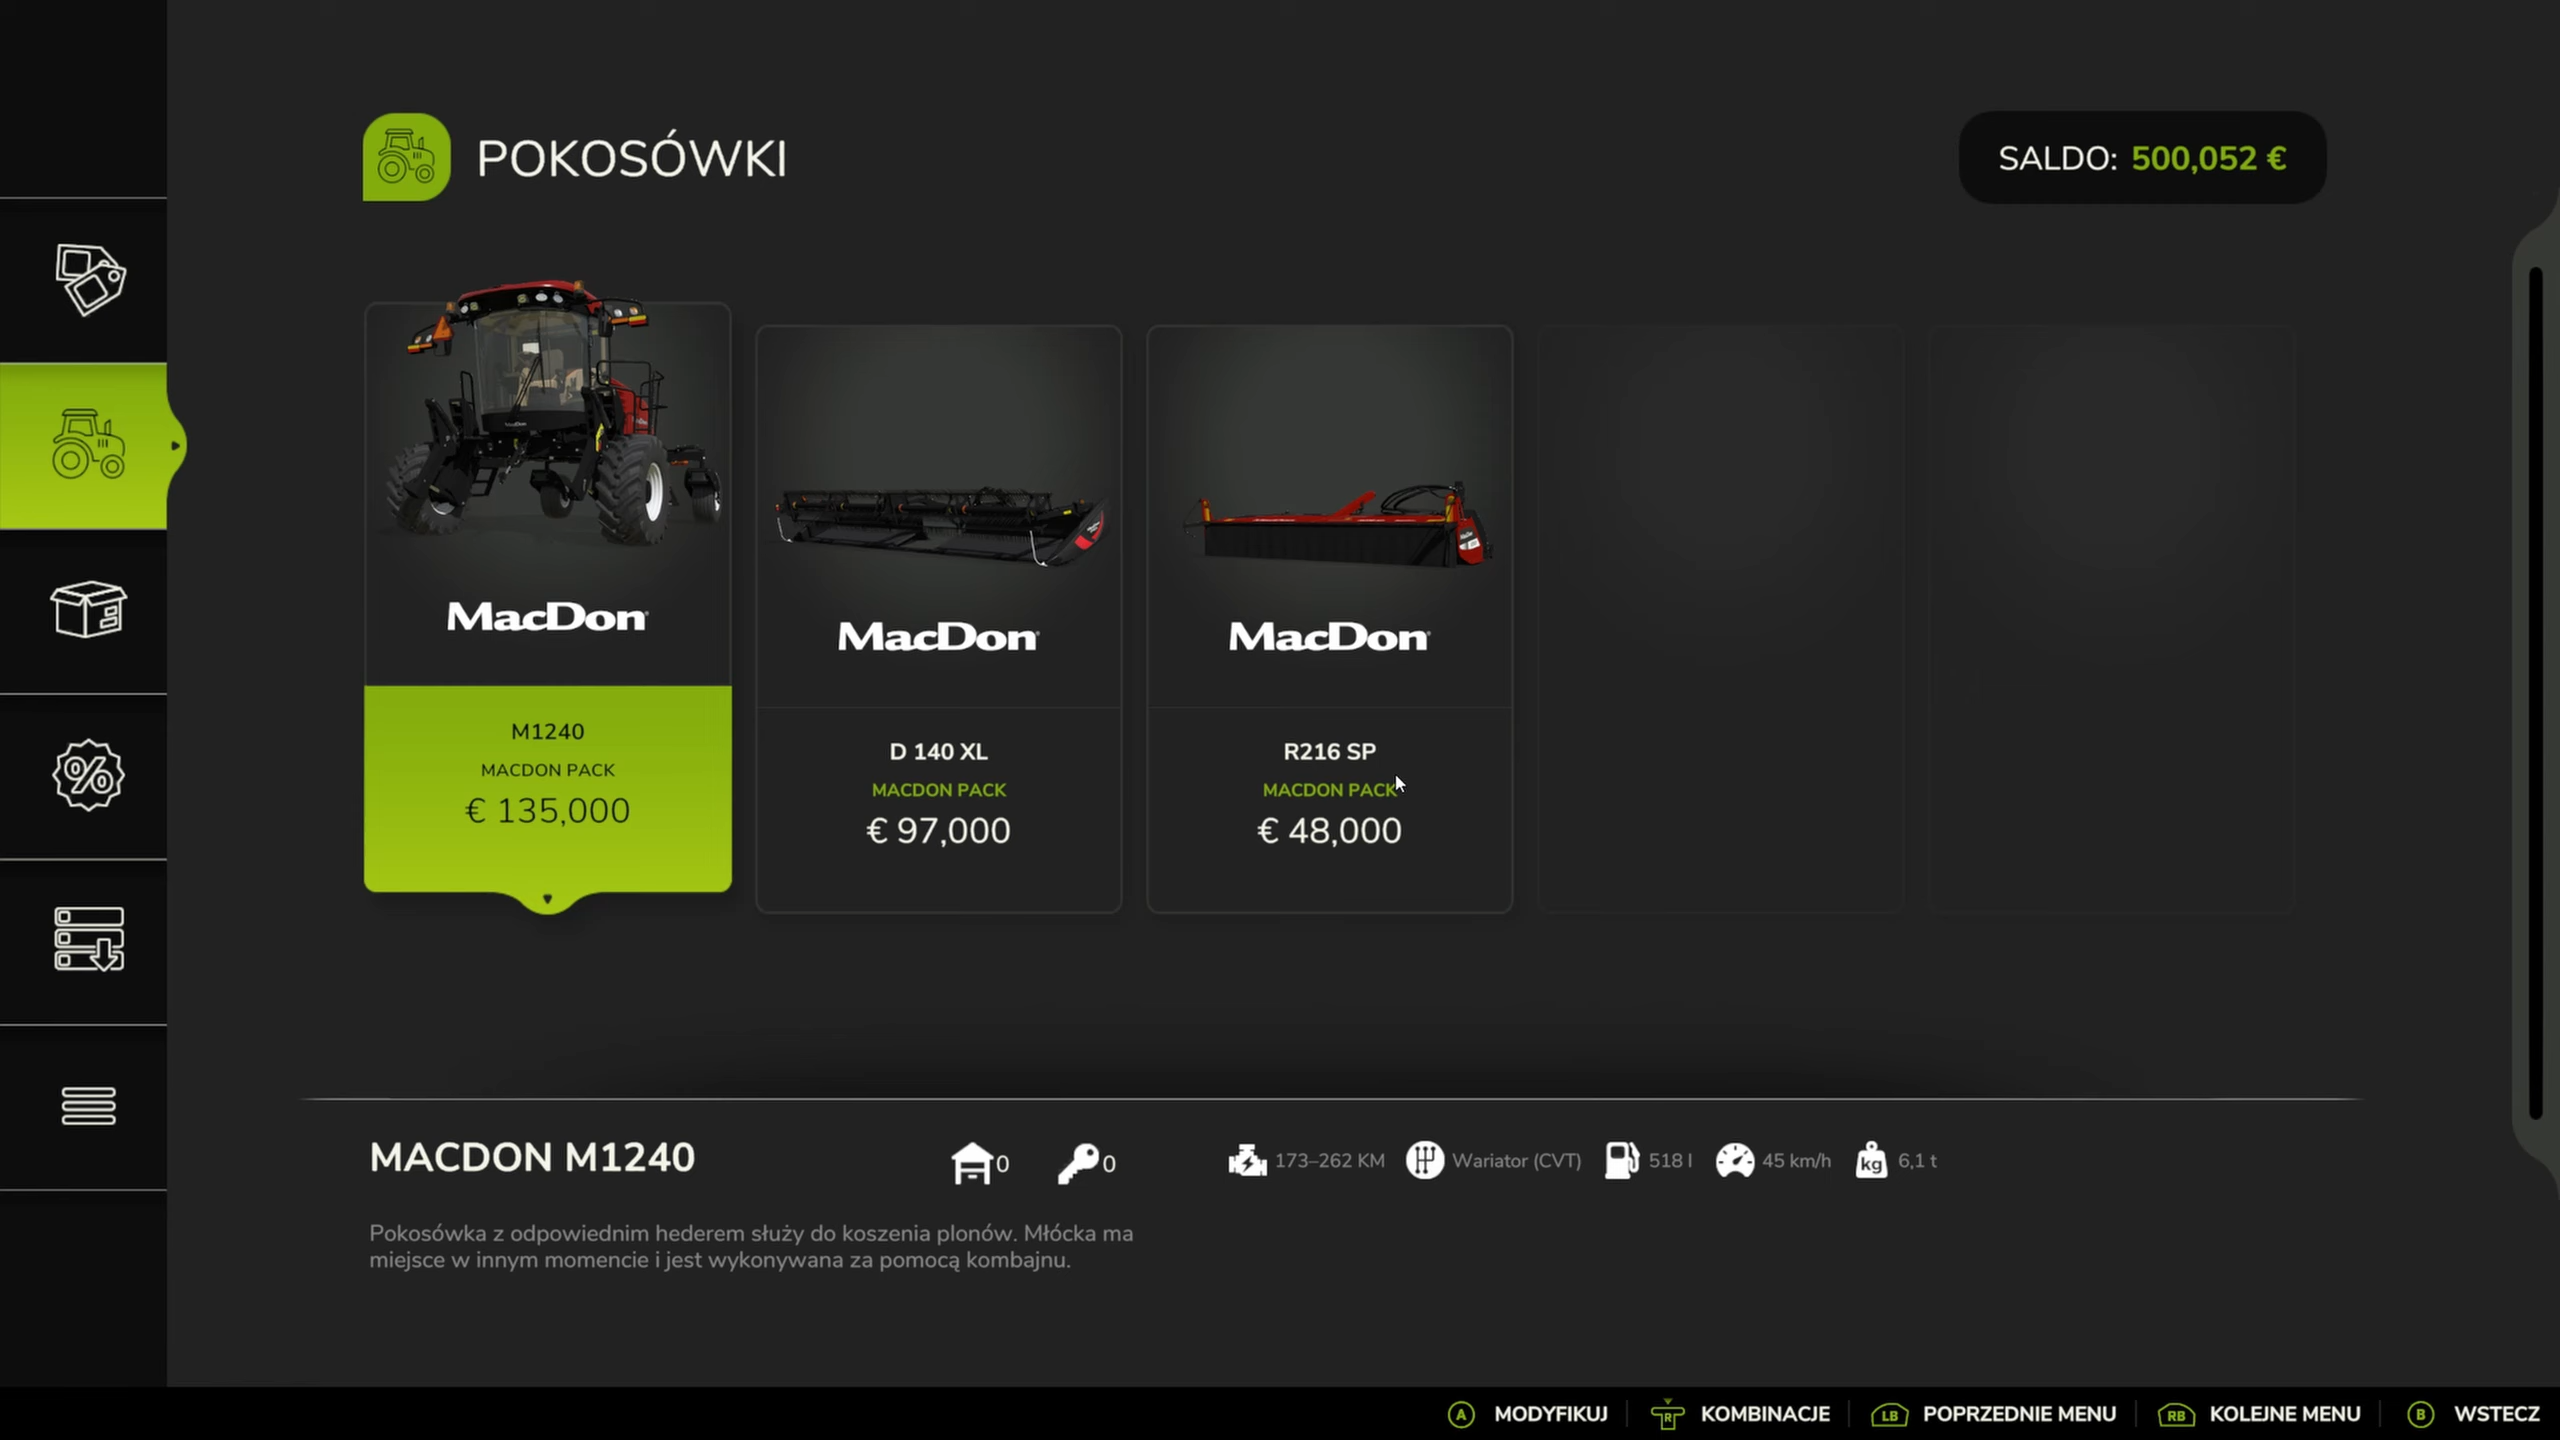 POKOSÓWKI
SALDO: 500,052 €
MacDon
M1240
MACDON PACK
€ 135,000
MacDon
D 140 XL
MACDON PACK
€ 97,000
MacDon
R216 SP
MACDON PACK
€ 48,000
MACDON M1240
0
0
173–262 KM
Wariator (CVT)
518 l
45 km/h
kg
6,1 t
Pokosówka z odpowiednim hederem służy do koszenia plonów. Młócka ma
miejsce w innym momencie i jest wykonywana za pomocą kombajnu.
A MODYFIKUJ
R KOMBINACJE
LB POPRZEDNIE MENU
RB KOLEJNE MENU
B WSTECZ